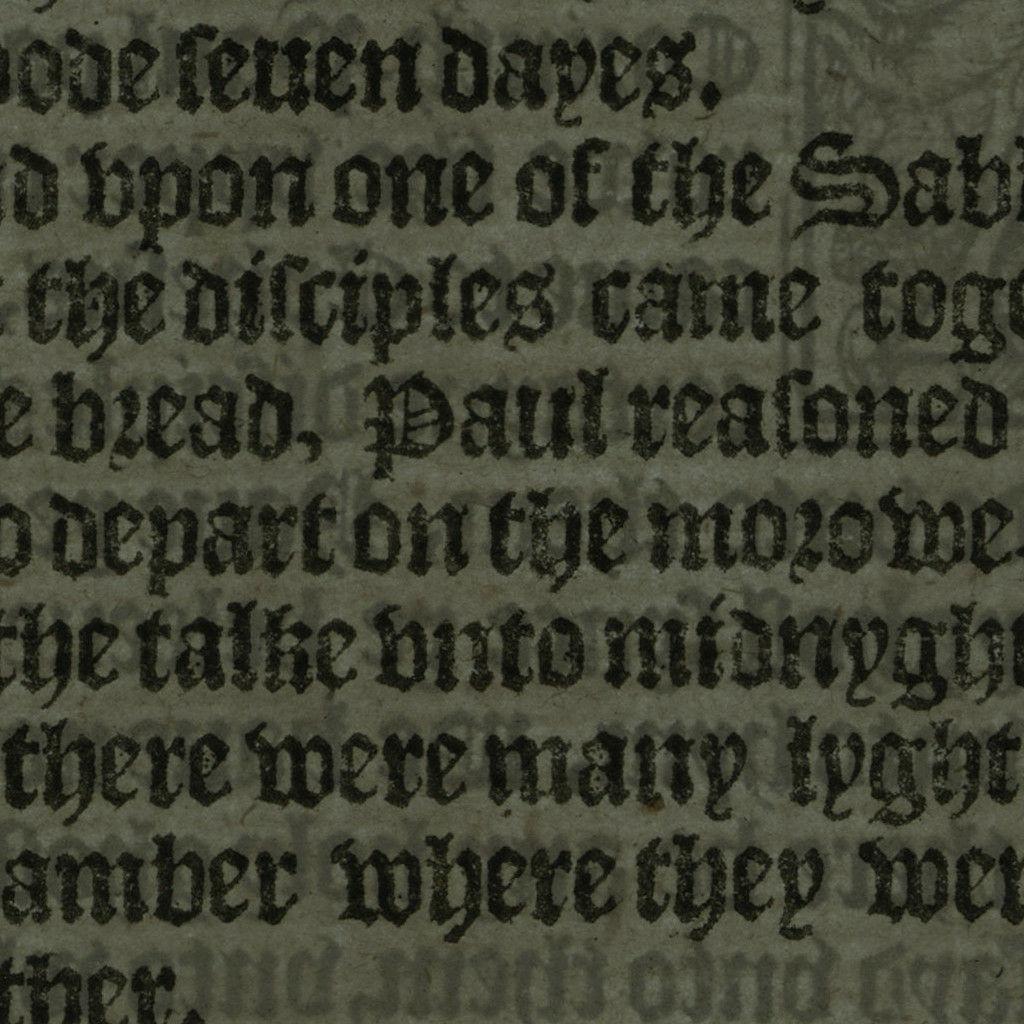 ode ſeuen dayes.
d vpon one of the Sab
the diſciples came toge
e bread, Paul reaſoned
o depart on the morowe.
the talke vnto midnyght
there were many lyght
amber where they wer
ther.